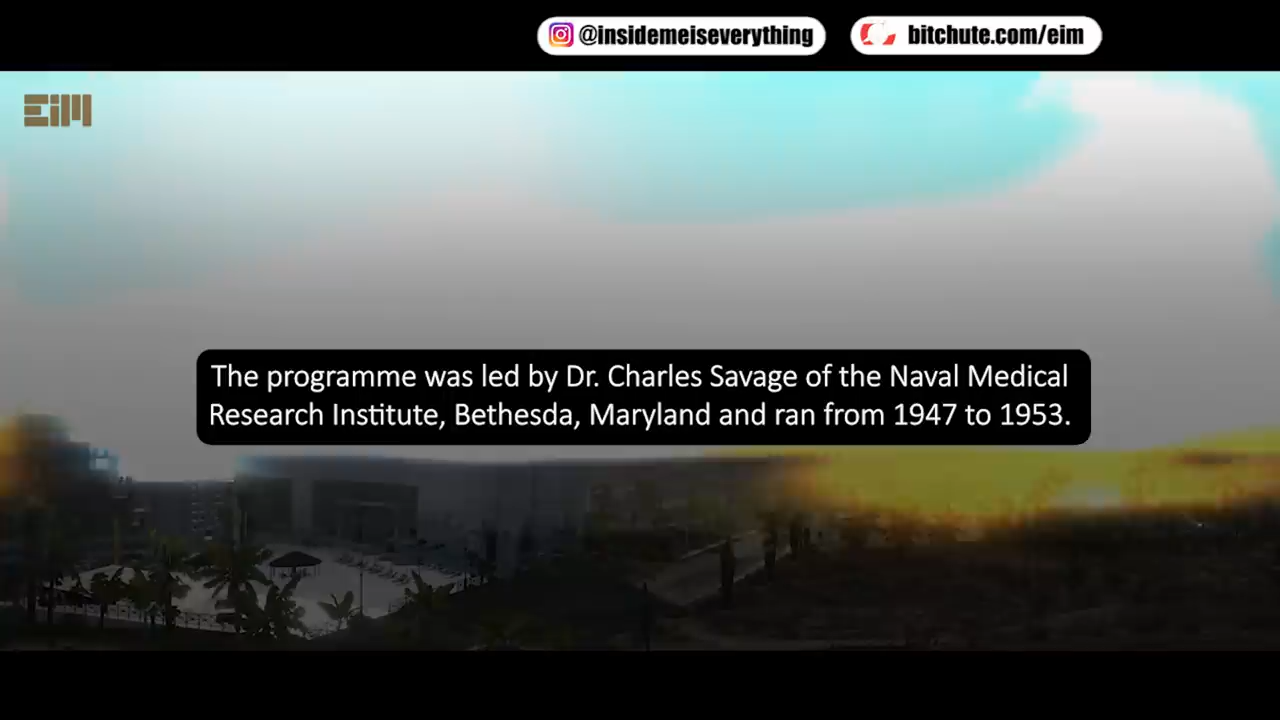 @insidemeiseverything
bitchute.com/eim
EiM
The programme was led by Dr. Charles Savage of the Naval Medical
Research Institute, Bethesda, Maryland and ran from 1947 to 1953.